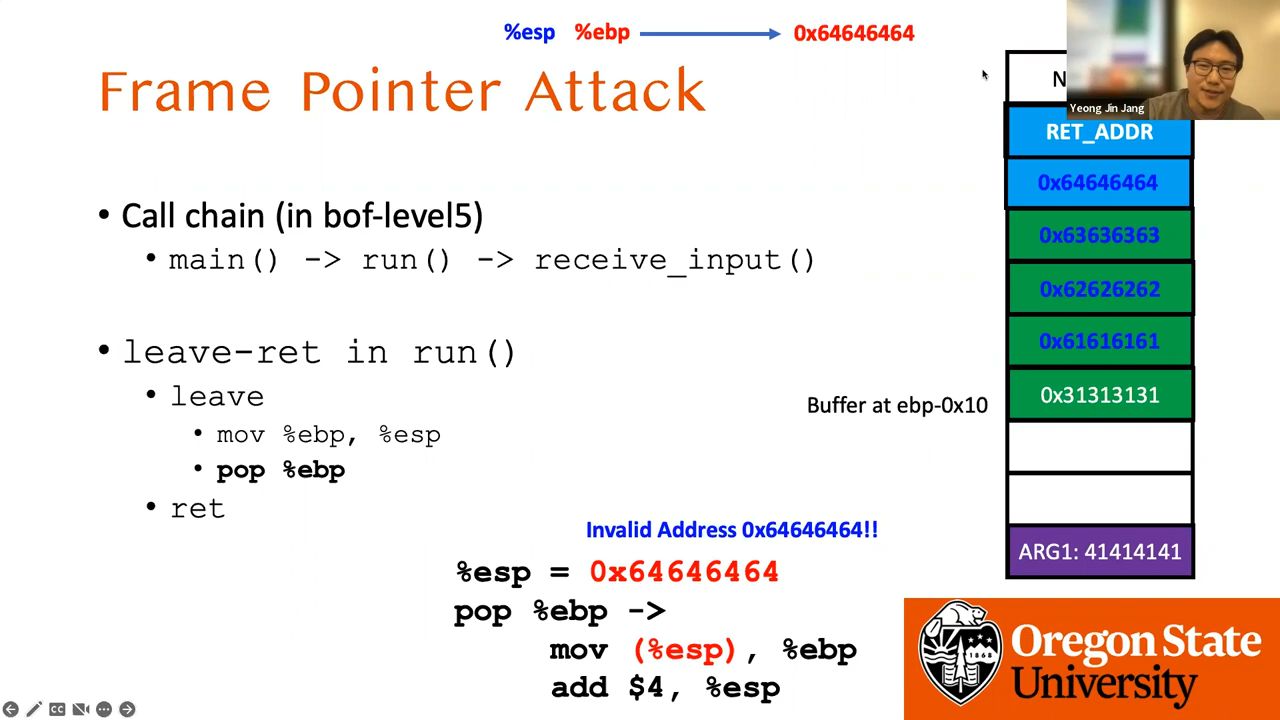 %esp %ebp 0x64646464
Frame Pointer Attack
N
Yeong Jin Jang
RET_ADDR
0x64646464
• Call chain (in bof-level5)
0x63636363
• main() -> run() -> receive_input()
0x62626262
0x61616161
• leave-ret in run()
• leave
0x31313131
Buffer at ebp-0x10
• mov %ebp, %esp
• pop %ebp
• ret
Invalid Address 0x64646464!!
ARG1: 41414141
%esp = 0x64646464
pop %ebp ->
mov (%esp), %ebp
add $4, %esp
1868
Oregon State
University
CC